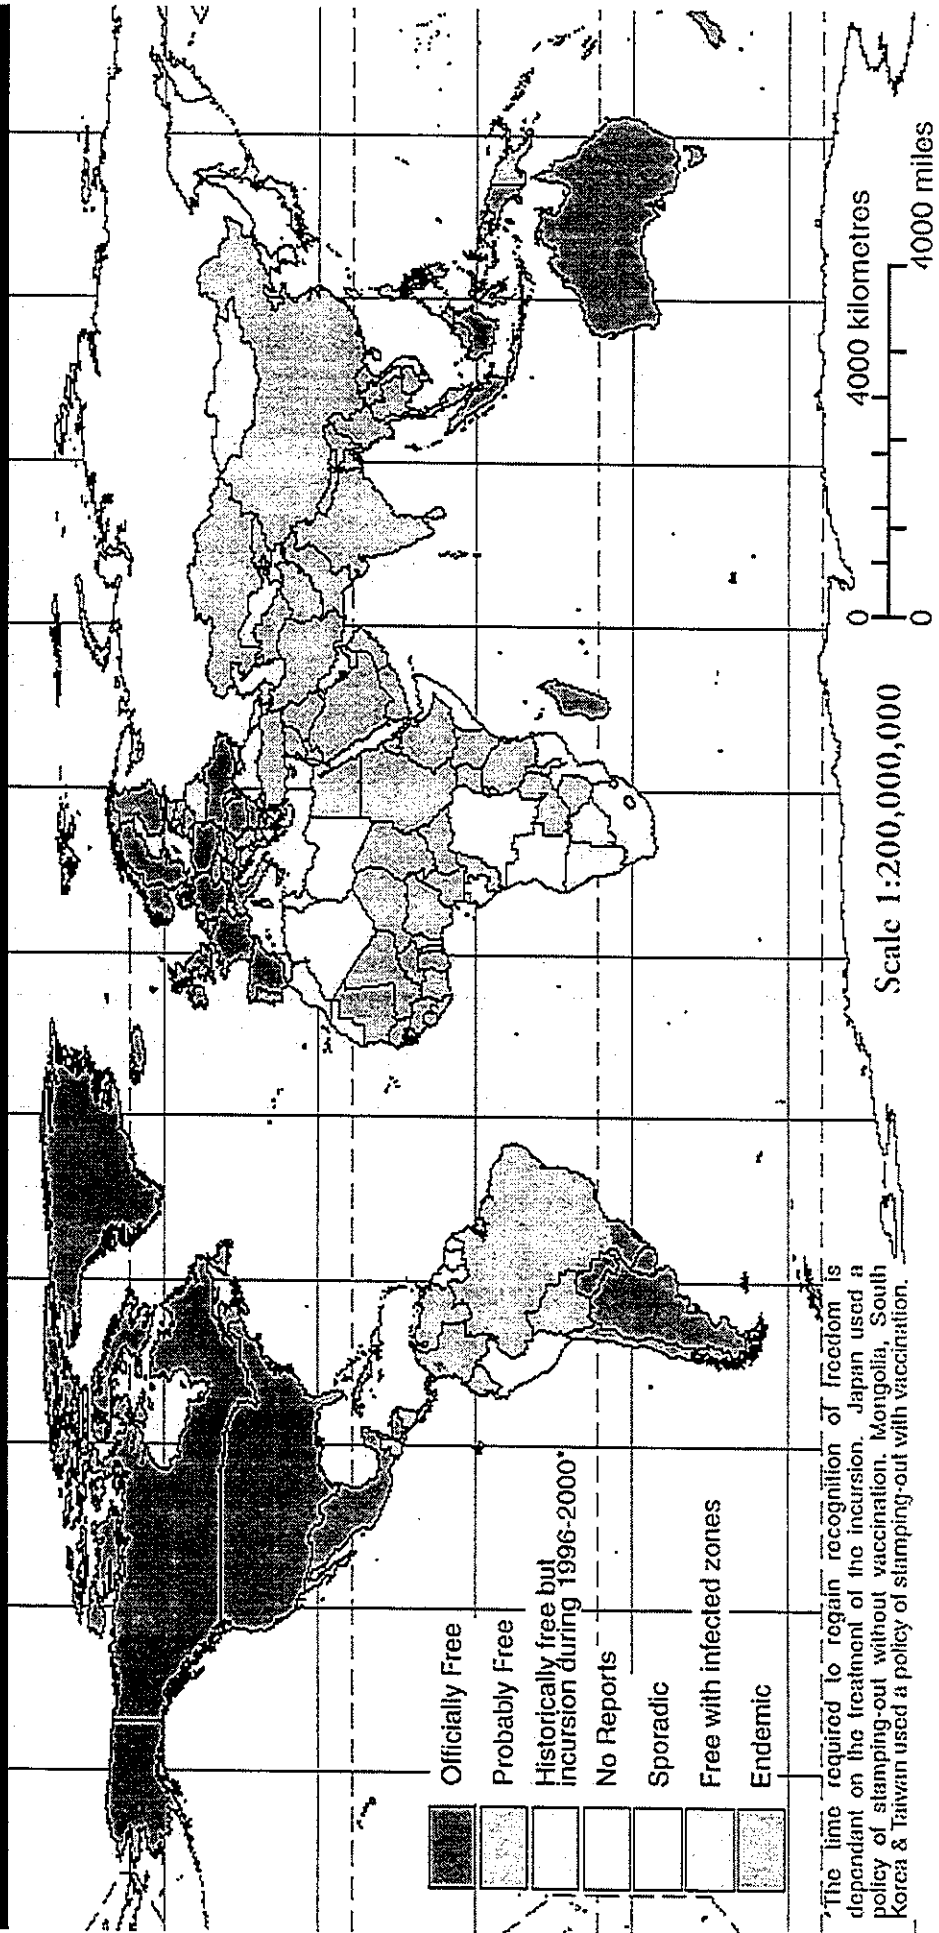 Officially Free
Probably Free
Historically free but
incursion during 1996-2000*
No Reports
Sporadic
Free with infected zones
Endemic
*The time required to regain recognition of freedom is
dependant on the treatment of the incursion. Japan used a
policy of stamping-out without vaccination. Mongolia, South
Korea & Taiwan used a policy of stamping-out with vaccination.
Scale 1:200,000,000
0 4000 kilometres
0 4000 miles